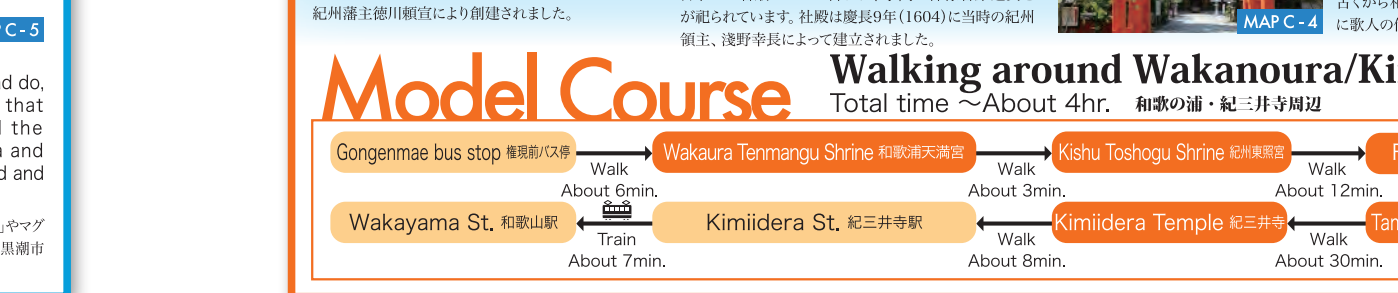 C-5
d do,
that
the
and
d and
」やマグ
黒潮市
紀州藩主徳川頼宣により創建されました。
が祀られています。社殿は慶長9年(1604)に当時の紀州
領主、淺野幸長によって建立されました。
MAP C-4
に歌人の
Model Course
Walking around Wakanoura/Ki
Total time ～About 4hr. 和歌の浦・紀三井寺周辺
Gongenmae bus stop 権現前バス停
Walk
About 6min.
Wakaura Tenmangu Shrine 和歌浦天満宮
Walk
About 3min.
Kishu Toshogu Shrine 紀州東照宮
Walk
About 12min.
Wakayama St. 和歌山駅
Train
About 7min.
Kimiidera St. 紀三井寺駅
Walk
About 8min.
Kimiidera Temple 紀三井寺
Walk
About 30min.
Tam